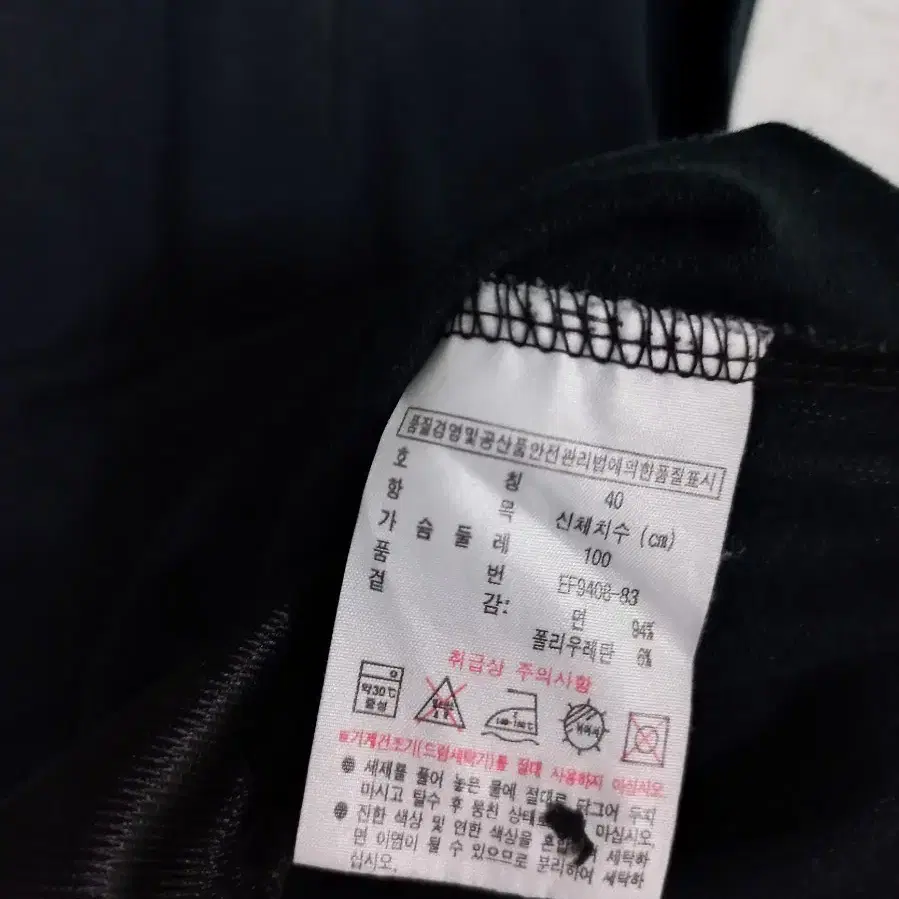 품질경영및공산품안전관리법에의한품질표시
호 칭 40
항 목 신체치수 (㎝)
가 슴 둘 레 100
품 번 EF9408-83
겉 감: 면 94%
폴리우레탄 6%
취급상 주의사항
약30℃
중성
※기계건조기(드럼세탁기)를 절대 사용하지 마십시오.
세제를 풀어 놓은 물에 절대로 담그어 두지
마시고 탈수 후 뭉친 상태로 마십시오.
진한 색상 및 연한 색상을 혼합 세탁하
면 이염이 될 수 있으므로 분리하여 세탁하
십시오.